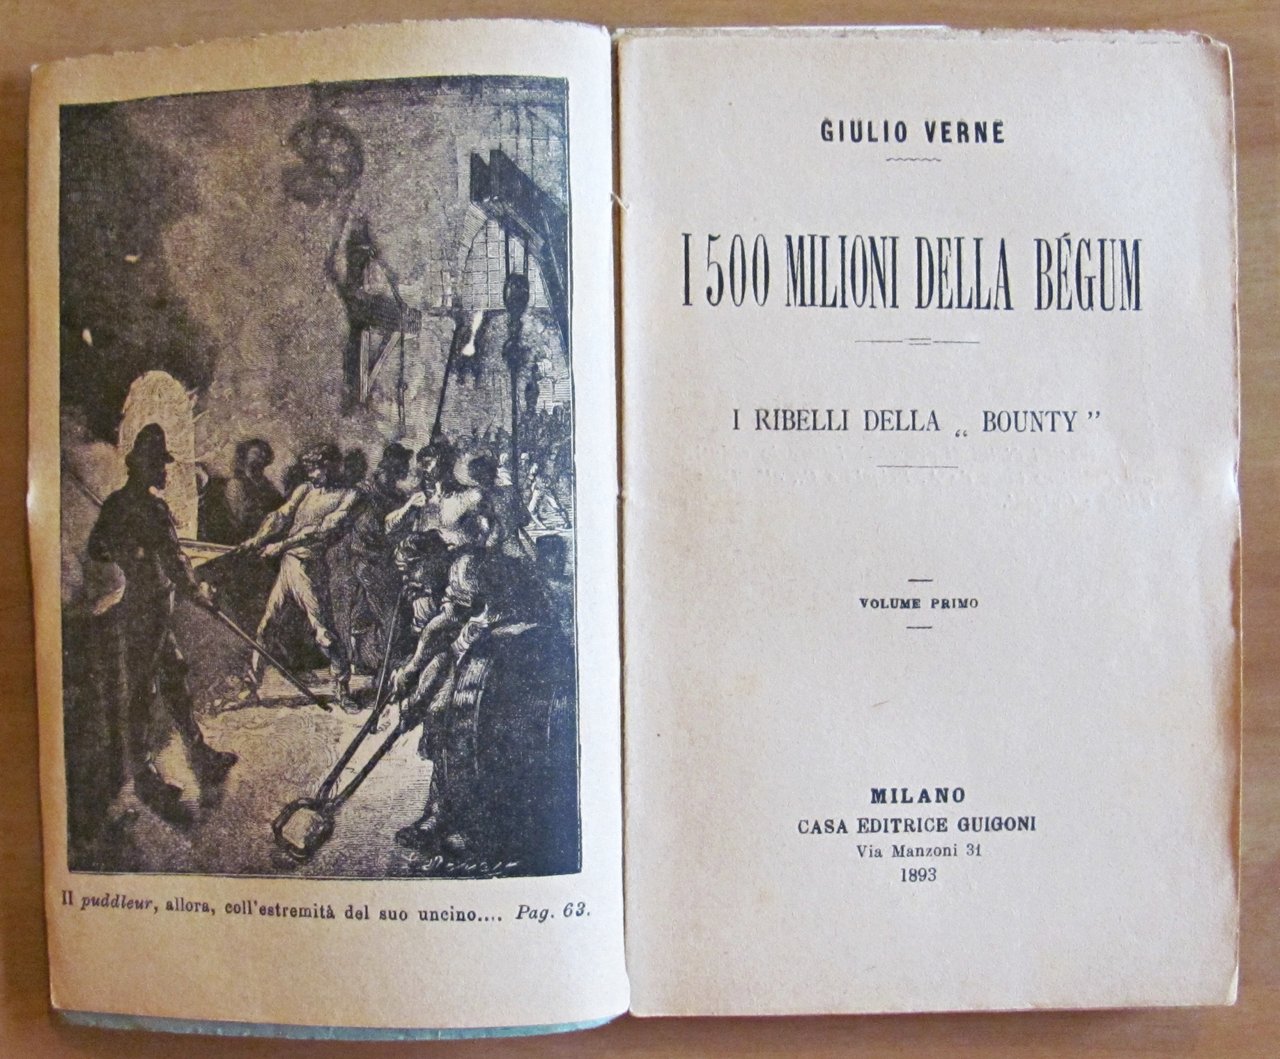 Il puddleur, allora, coll'estremità del suo uncino.... Pag. 63.
GIULIO VERNE
I 500 MILIONI DELLA BÉGUM
I RIBELLI DELLA „ BOUNTY ”
VOLUME PRIMO
MILANO
CASA EDITRICE GUIGONI
Via Manzoni 31
1893